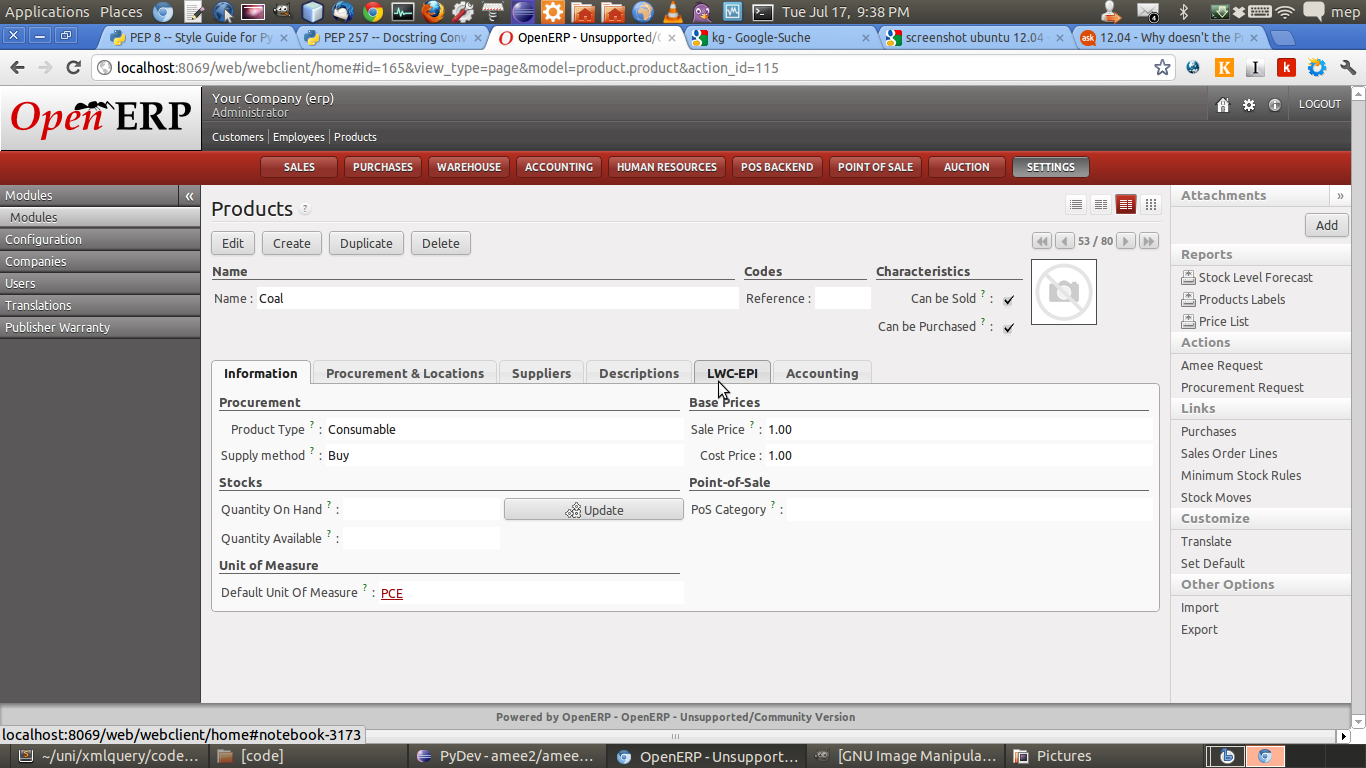 Applications Places Tue Jul 17, 9:38 PM mep
PEP 8 -- Style Guide for Py PEP 257 -- Docstring Conv OpenERP - Unsupported/C kg - Google-Suche screenshot ubuntu 12.04 - 12.04 - Why doesn't the P
localhost:8069/web/webclient/home#id=165&view_type=page&model=product.product&action_id=115
Open ERP
Your Company (erp)
Administrator
LOGOUT
Customers Employees Products
SALES PURCHASES WAREHOUSE ACCOUNTING HUMAN RESOURCES POS BACKEND POINT OF SALE AUCTION SETTINGS
Modules «
Modules
Configuration
Companies
Users
Translations
Publisher Warranty
Products ?
Edit Create Duplicate Delete
53 / 80
Name Codes Characteristics
Name : Coal Reference : Can be Sold ? :
Can be Purchased ? :
Information Procurement & Locations Suppliers Descriptions LWC-EPI Accounting
Procurement Base Prices
Product Type ? : Consumable Sale Price ? : 1.00
Supply method ? : Buy Cost Price : 1.00
Stocks Point-of-Sale
Quantity On Hand ? : Update PoS Category ? :
Quantity Available ? :
Unit of Measure
Default Unit Of Measure ? : PCE
Attachments »
Add
Reports
Stock Level Forecast
Products Labels
Price List
Actions
Amee Request
Procurement Request
Links
Purchases
Sales Order Lines
Minimum Stock Rules
Stock Moves
Customize
Translate
Set Default
Other Options
Import
Export
Powered by OpenERP - OpenERP - Unsupported/Community Version
localhost:8069/web/webclient/home#notebook-3173
~/uni/xmlquery/code... [code] PyDev - amee2/amee... OpenERP - Unsupport... [GNU Image Manipula... Pictures